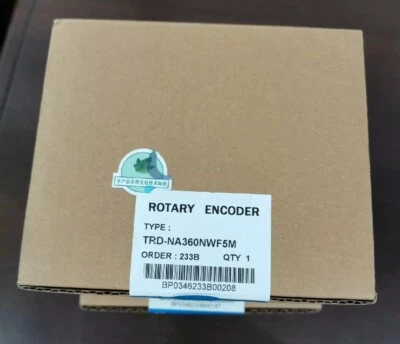 ROTARY ENCODER
TYPE :
TRD-NA360NWF5M
ORDER : 233B QTY 1
BP0346233B00208